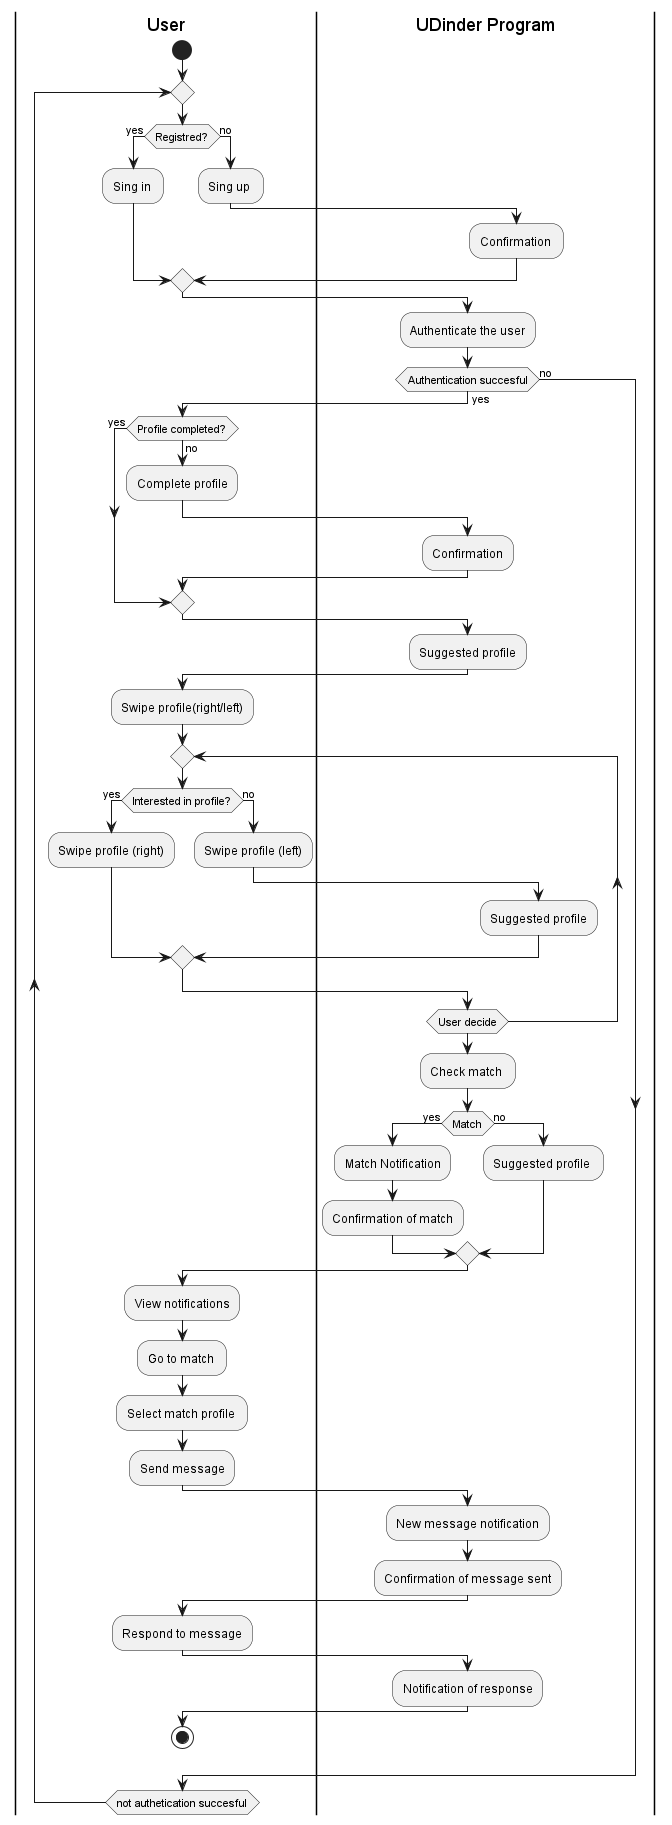 User
UDinder Program
Registred?
yes
no
Sing in
Sing up
Confirmation
Authenticate the user
Authentication succesful
no
yes
Profile completed?
yes
no
Complete profile
Confirmation
Suggested profile
Swipe profile(right/left)
Interested in profile?
yes
no
Swipe profile (right)
Swipe profile (left)
Suggested profile
User decide
Check match
Match
yes
no
Match Notification
Suggested profile
Confirmation of match
View notifications
Go to match
Select match profile
Send message
New message notification
Confirmation of message sent
Respond to message
Notification of response
not authetication succesful